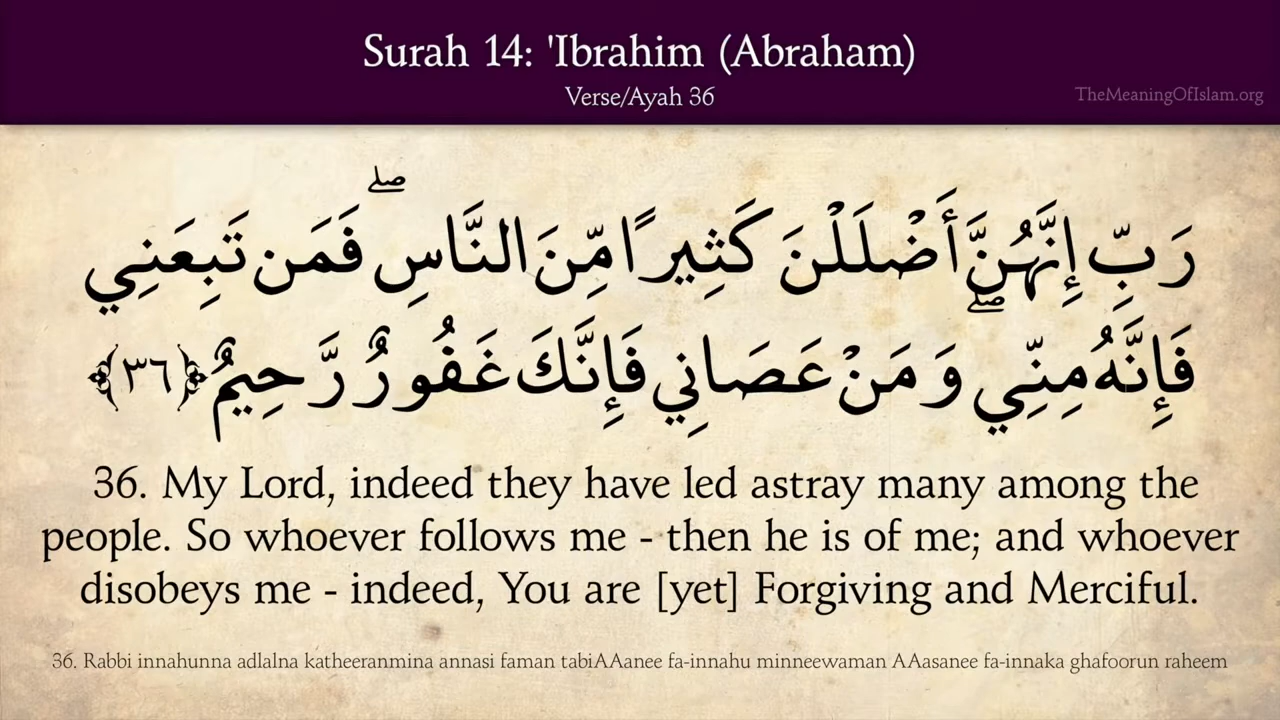 Surah 14: 'Ibrahim (Abraham)
Verse/Ayah 36
TheMeaningOfIslam.org
رَبِّ إِنَّهُنَّ أَضْلَلْنَ كَثِيرًا مِّنَ النَّاسِ ۖ فَمَن تَبِعَنِي
فَإِنَّهُ مِنِّي ۖ وَمَنْ عَصَانِي فَإِنَّكَ غَفُورٌ رَّحِيمٌ ﴿٣٦﴾
36. My Lord, indeed they have led astray many among the
people. So whoever follows me - then he is of me; and whoever
disobeys me - indeed, You are [yet] Forgiving and Merciful.
36. Rabbi innahunna adlalna katheeranmina annasi faman tabiAAanee fa-innahu minneewaman AAasanee fa-innaka ghafoorun raheem